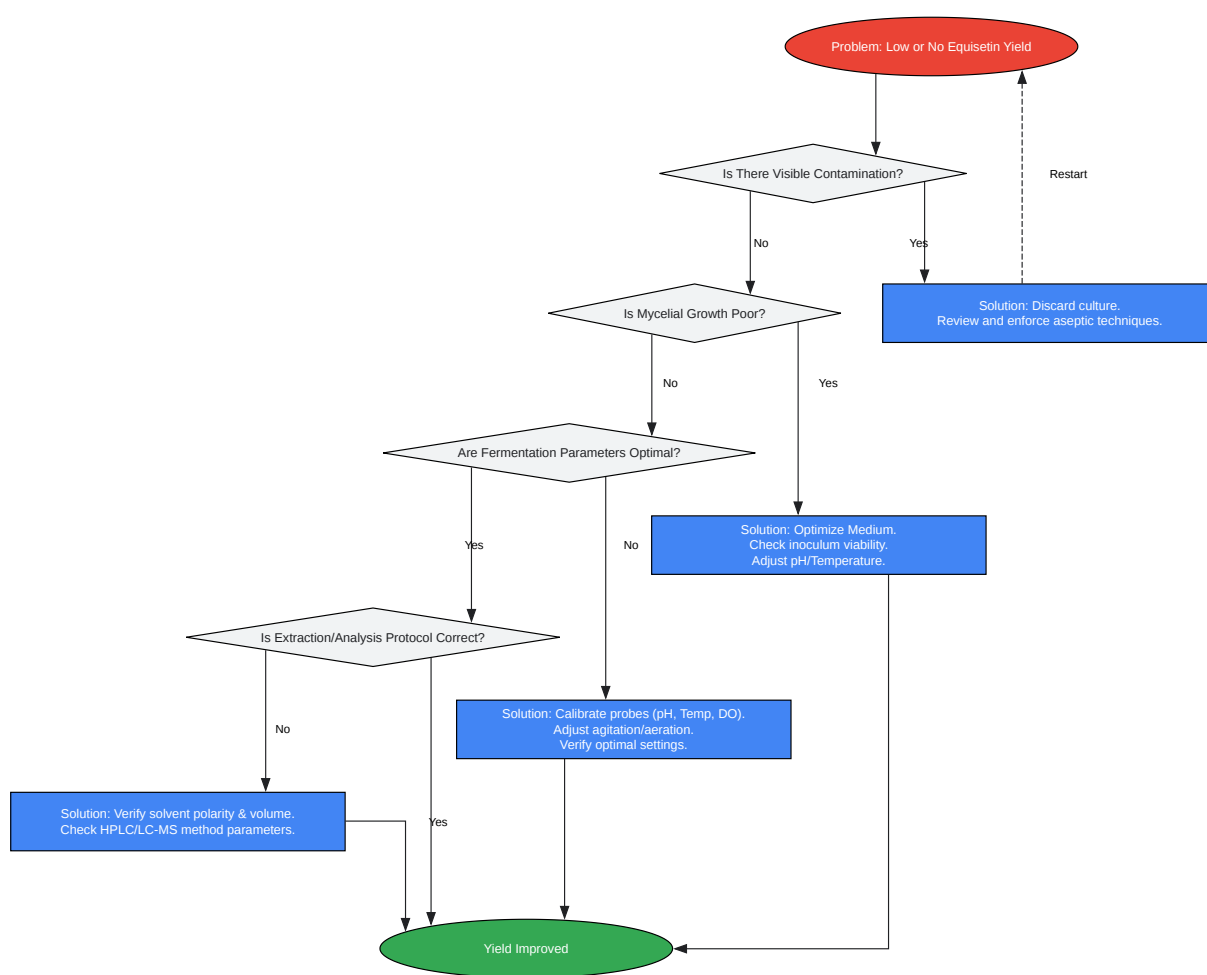 Problem: Low or No Equisetin Yield
Is There Visible Contamination?
Restart
No
Yes
Solution: Discard culture.
Review and enforce aseptic techniques.
Is Mycelial Growth Poor?
No
Yes
Are Fermentation Parameters Optimal?
Yes
No
Solution: Optimize Medium.
Check inoculum viability.
Adjust pH/Temperature.
Is Extraction/Analysis Protocol Correct?
No
Yes
Solution: Calibrate probes (pH, Temp, DO).
Adjust agitation/aeration.
Verify optimal settings.
Solution: Verify solvent polarity & volume.
Check HPLC/LC-MS method parameters.
Yield Improved